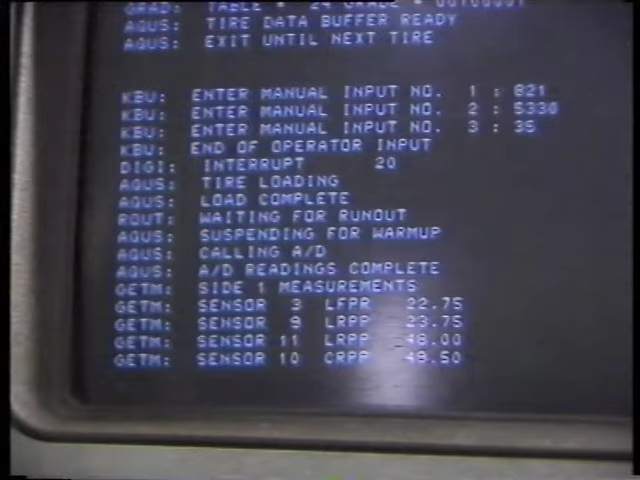 AQUS: TIRE DATA BUFFER READY
AQUS: EXIT UNTIL NEXT TIRE
KBU: ENTER MANUAL INPUT NO. 1 : 821
KBU: ENTER MANUAL INPUT NO. 2 : 5330
KBU: ENTER MANUAL INPUT NO. 3 : 35
KBU: END OF OPERATOR INPUT
DIGI: INTERRUPT 20
AQUS: TIRE LOADING
AQUS: LOAD COMPLETE
ROUT: WAITING FOR RUNOUT
AQUS: SUSPENDING FOR WARMUP
AQUS: CALLING A/D
AQUS: A/D READINGS COMPLETE
GETM: SIDE 1 MEASUREMENTS
GETM: SENSOR 3 LFPR 22.75
GETM: SENSOR 9 LRPP 23.75
GETM: SENSOR 11 LRPP 48.00
GETM: SENSOR 10 CRPP 49.50